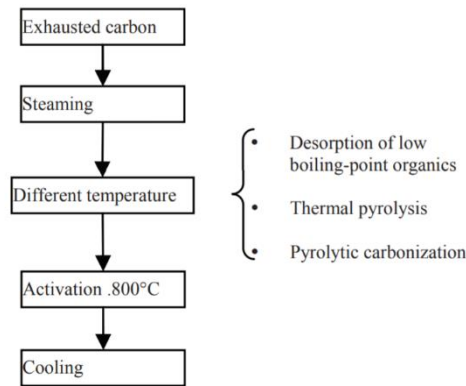 Exhausted carbon
Steaming
Different temperature
• Desorption of low
boiling-point organics
• Thermal pyrolysis
• Pyrolytic carbonization
Activation .800°C
Cooling